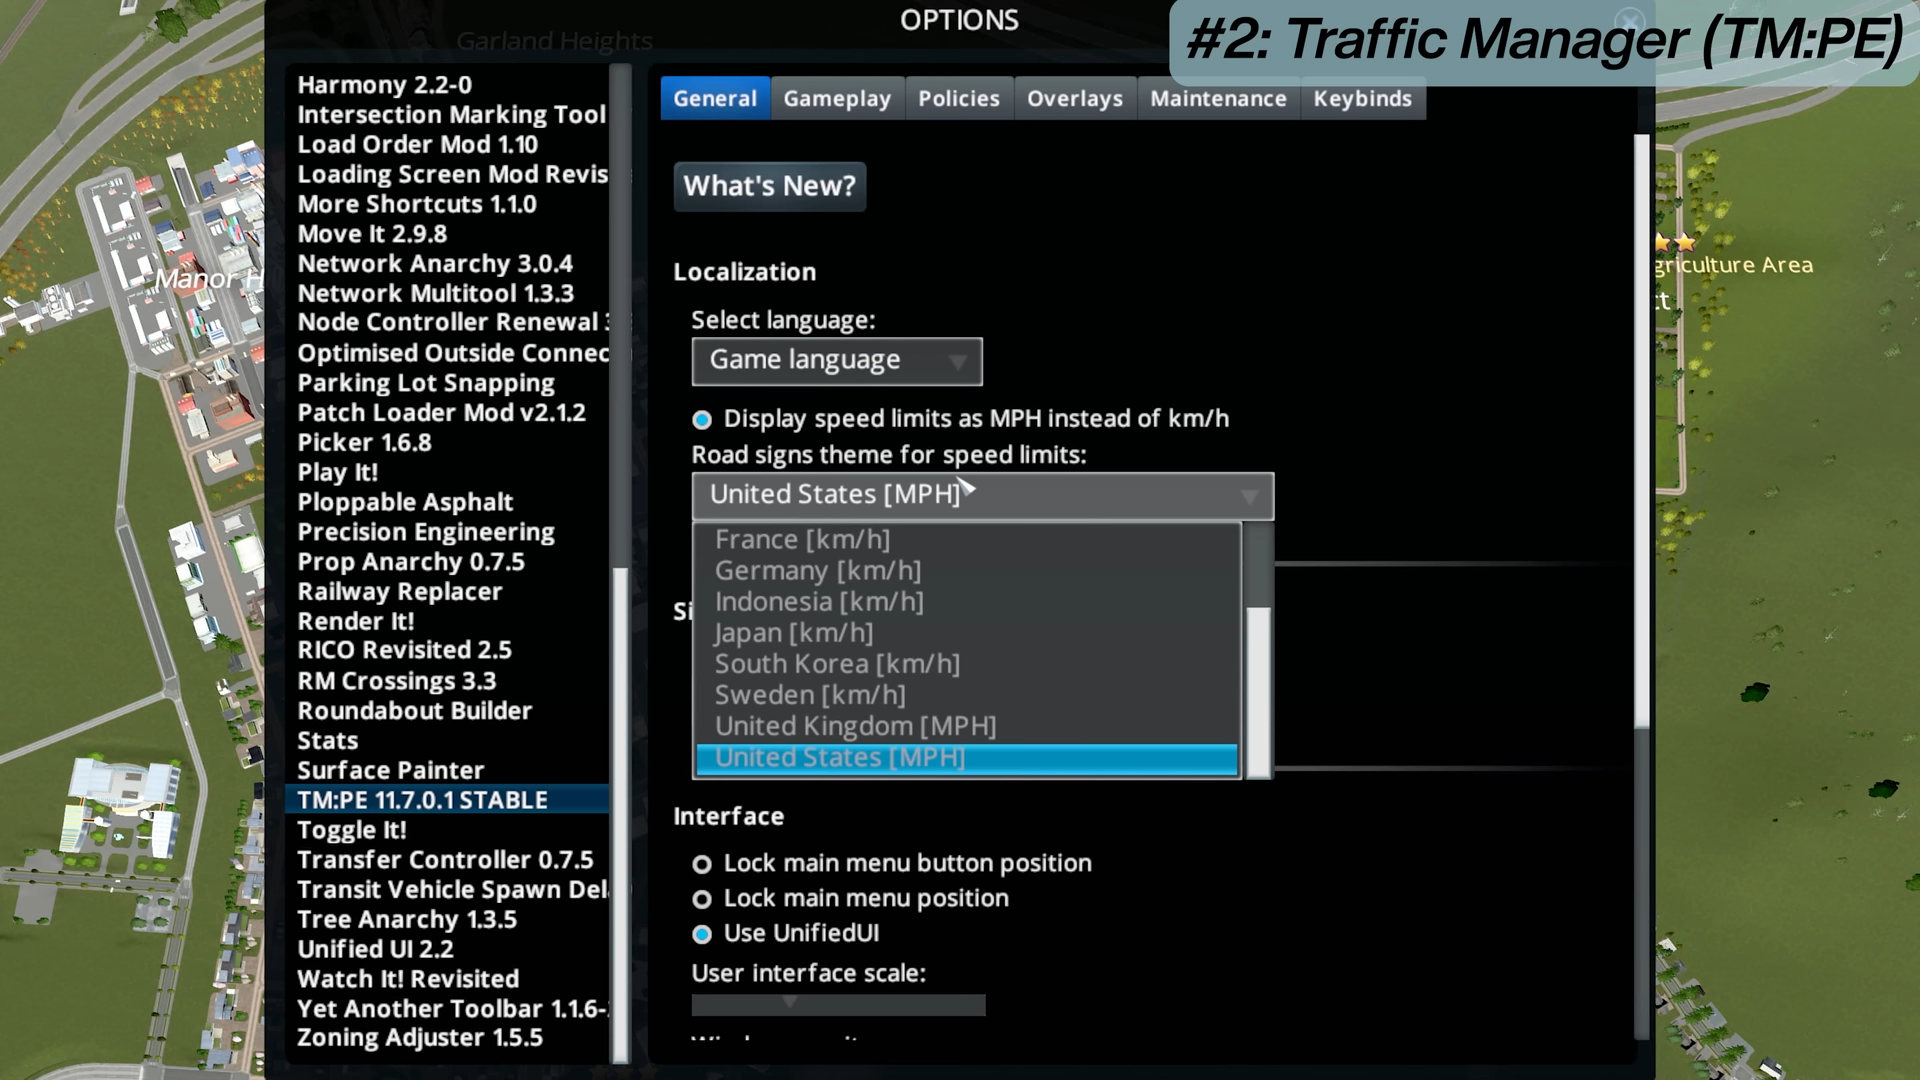 OPTIONS
#2: Traffic Manager (TM:PE)
Garland Heights
Manor H
griculture Area
ct
Harmony 2.2-0
Intersection Marking Tool
Load Order Mod 1.10
Loading Screen Mod Revis
More Shortcuts 1.1.0
Move It 2.9.8
Network Anarchy 3.0.4
Network Multitool 1.3.3
Node Controller Renewal
Optimised Outside Connec
Parking Lot Snapping
Patch Loader Mod v2.1.2
Picker 1.6.8
Play It!
Ploppable Asphalt
Precision Engineering
Prop Anarchy 0.7.5
Railway Replacer
Render It!
RICO Revisited 2.5
RM Crossings 3.3
Roundabout Builder
Stats
Surface Painter
TM:PE 11.7.0.1 STABLE
Toggle It!
Transfer Controller 0.7.5
Transit Vehicle Spawn Del
Tree Anarchy 1.3.5
Unified UI 2.2
Watch It! Revisited
Yet Another Toolbar 1.1.6-
Zoning Adjuster 1.5.5
General Gameplay Policies Overlays Maintenance Keybinds
What's New?
Localization
Select language:
Game language
Display speed limits as MPH instead of km/h
Road signs theme for speed limits:
United States [MPH]
France [km/h]
Germany [km/h]
Indonesia [km/h]
Japan [km/h]
South Korea [km/h]
Sweden [km/h]
United Kingdom [MPH]
United States [MPH]
Si
Interface
Lock main menu button position
Lock main menu position
Use UnifiedUI
User interface scale: